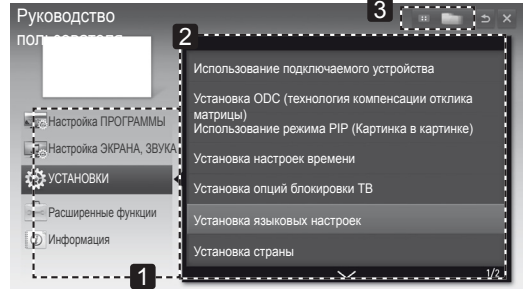 Руководство
пользователя
3
2
Использование подключаемого устройства
Установка ODC (технология компенсации отклика
матрицы)
Использование режима PIP (Картинка в картинке)
Установка настроек времени
Установка опций блокировки ТВ
Установка языковых настроек
Установка страны
1/2
Настройка ПРОГРАММЫ
Настройка ЭКРАНА, ЗВУКА
УСТАНОВКИ
Расширенные функции
Информация
1